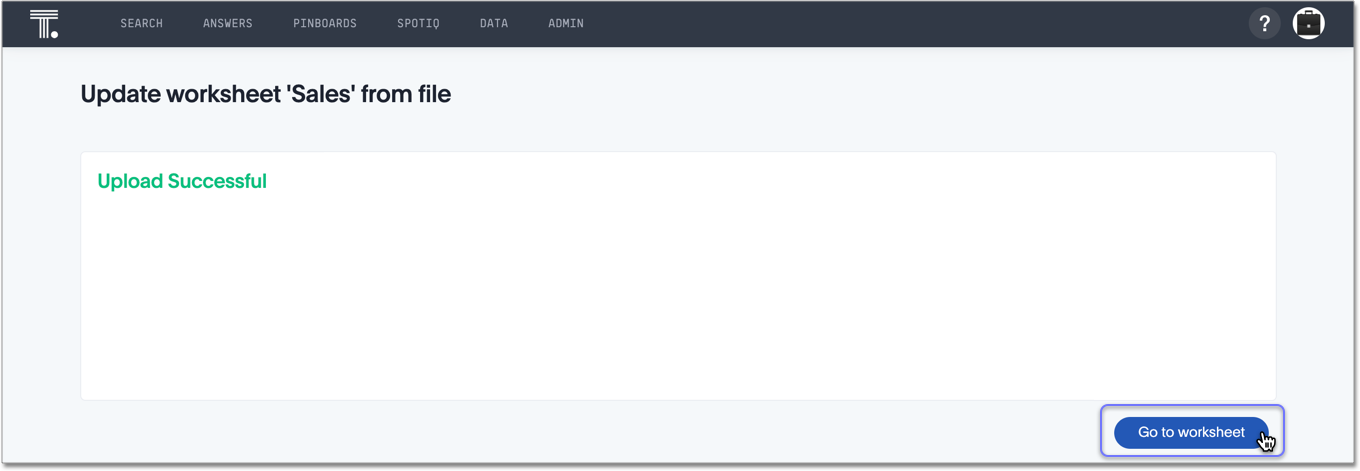 T. SEARCH ANSWERS PINBOARDS SPOTIQ DATA ADMIN ?
Update worksheet 'Sales' from file
Upload Successful
Go to worksheet